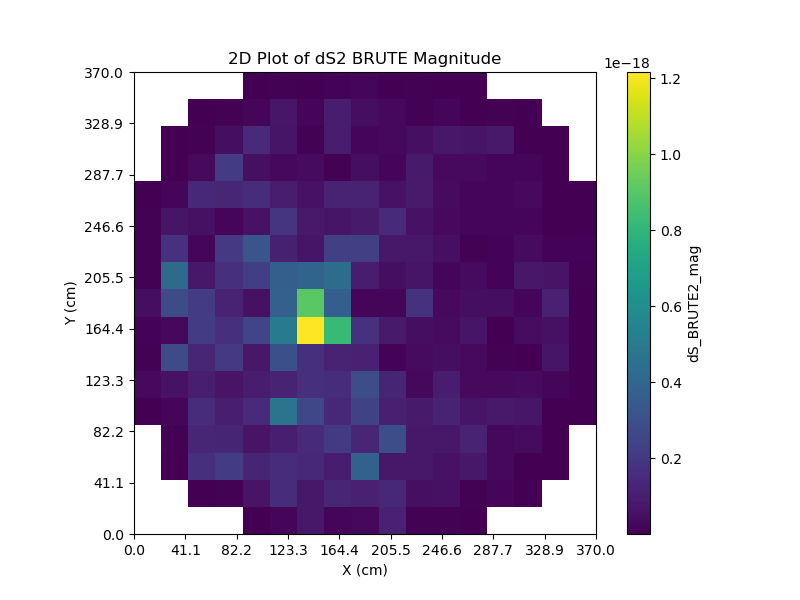 2D Plot of dS2 BRUTE Magnitude
1e−18
370.0
328.9
287.7
246.6
205.5
164.4
123.3
82.2
41.1
0.0
Y (cm)
0.0 41.1 82.2 123.3 164.4 205.5 246.6 287.7 328.9 370.0
X (cm)
1.2
1.0
0.8
0.6
0.4
0.2
dS_BRUTE2_mag